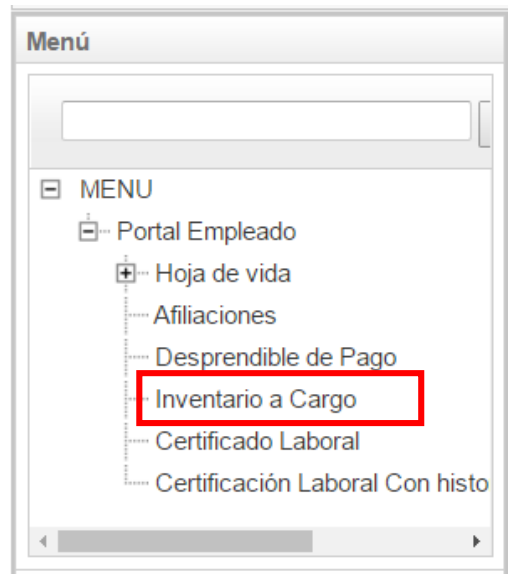 Menú
MENU
Portal Empleado
Hoja de vida
Afiliaciones
Desprendible de Pago
Inventario a Cargo
Certificado Laboral
Certificación Laboral Con histo